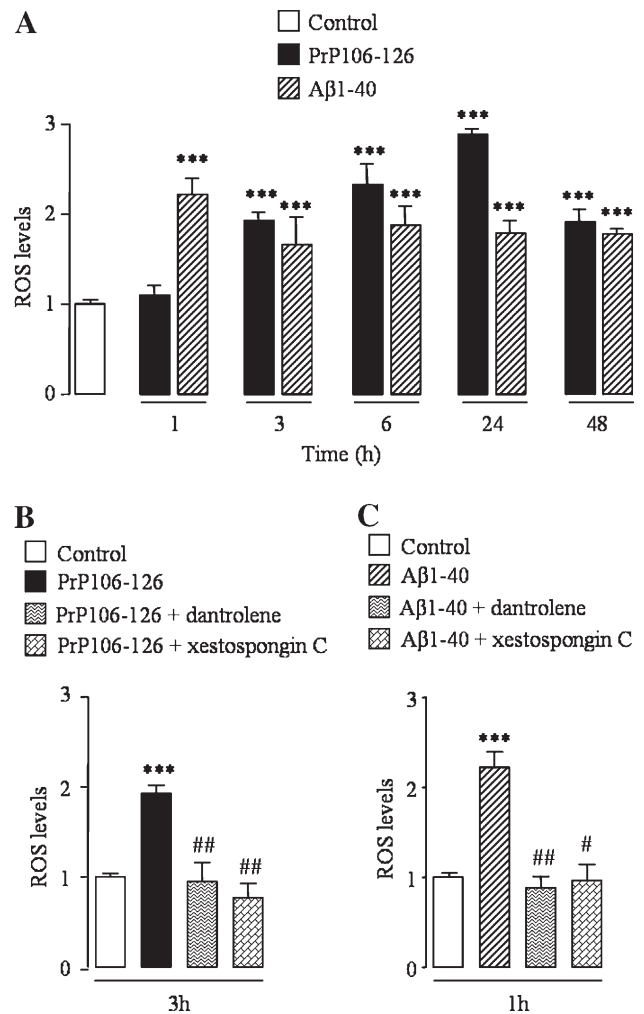 A
Control
PrP106-126
Aβ1-40
ROS levels
3
2
1
0
***
*** ***
*** ***
*** ***
*** ***
1 3 6 24 48
Time (h)
B
Control
PrP106-126
PrP106-126 + dantrolene
PrP106-126 + xestospongin C
ROS levels
3
2
1
0
***
## ##
3h
C
Control
Aβ1-40
Aβ1-40 + dantrolene
Aβ1-40 + xestospongin C
ROS levels
3
2
1
0
***
## #
1h